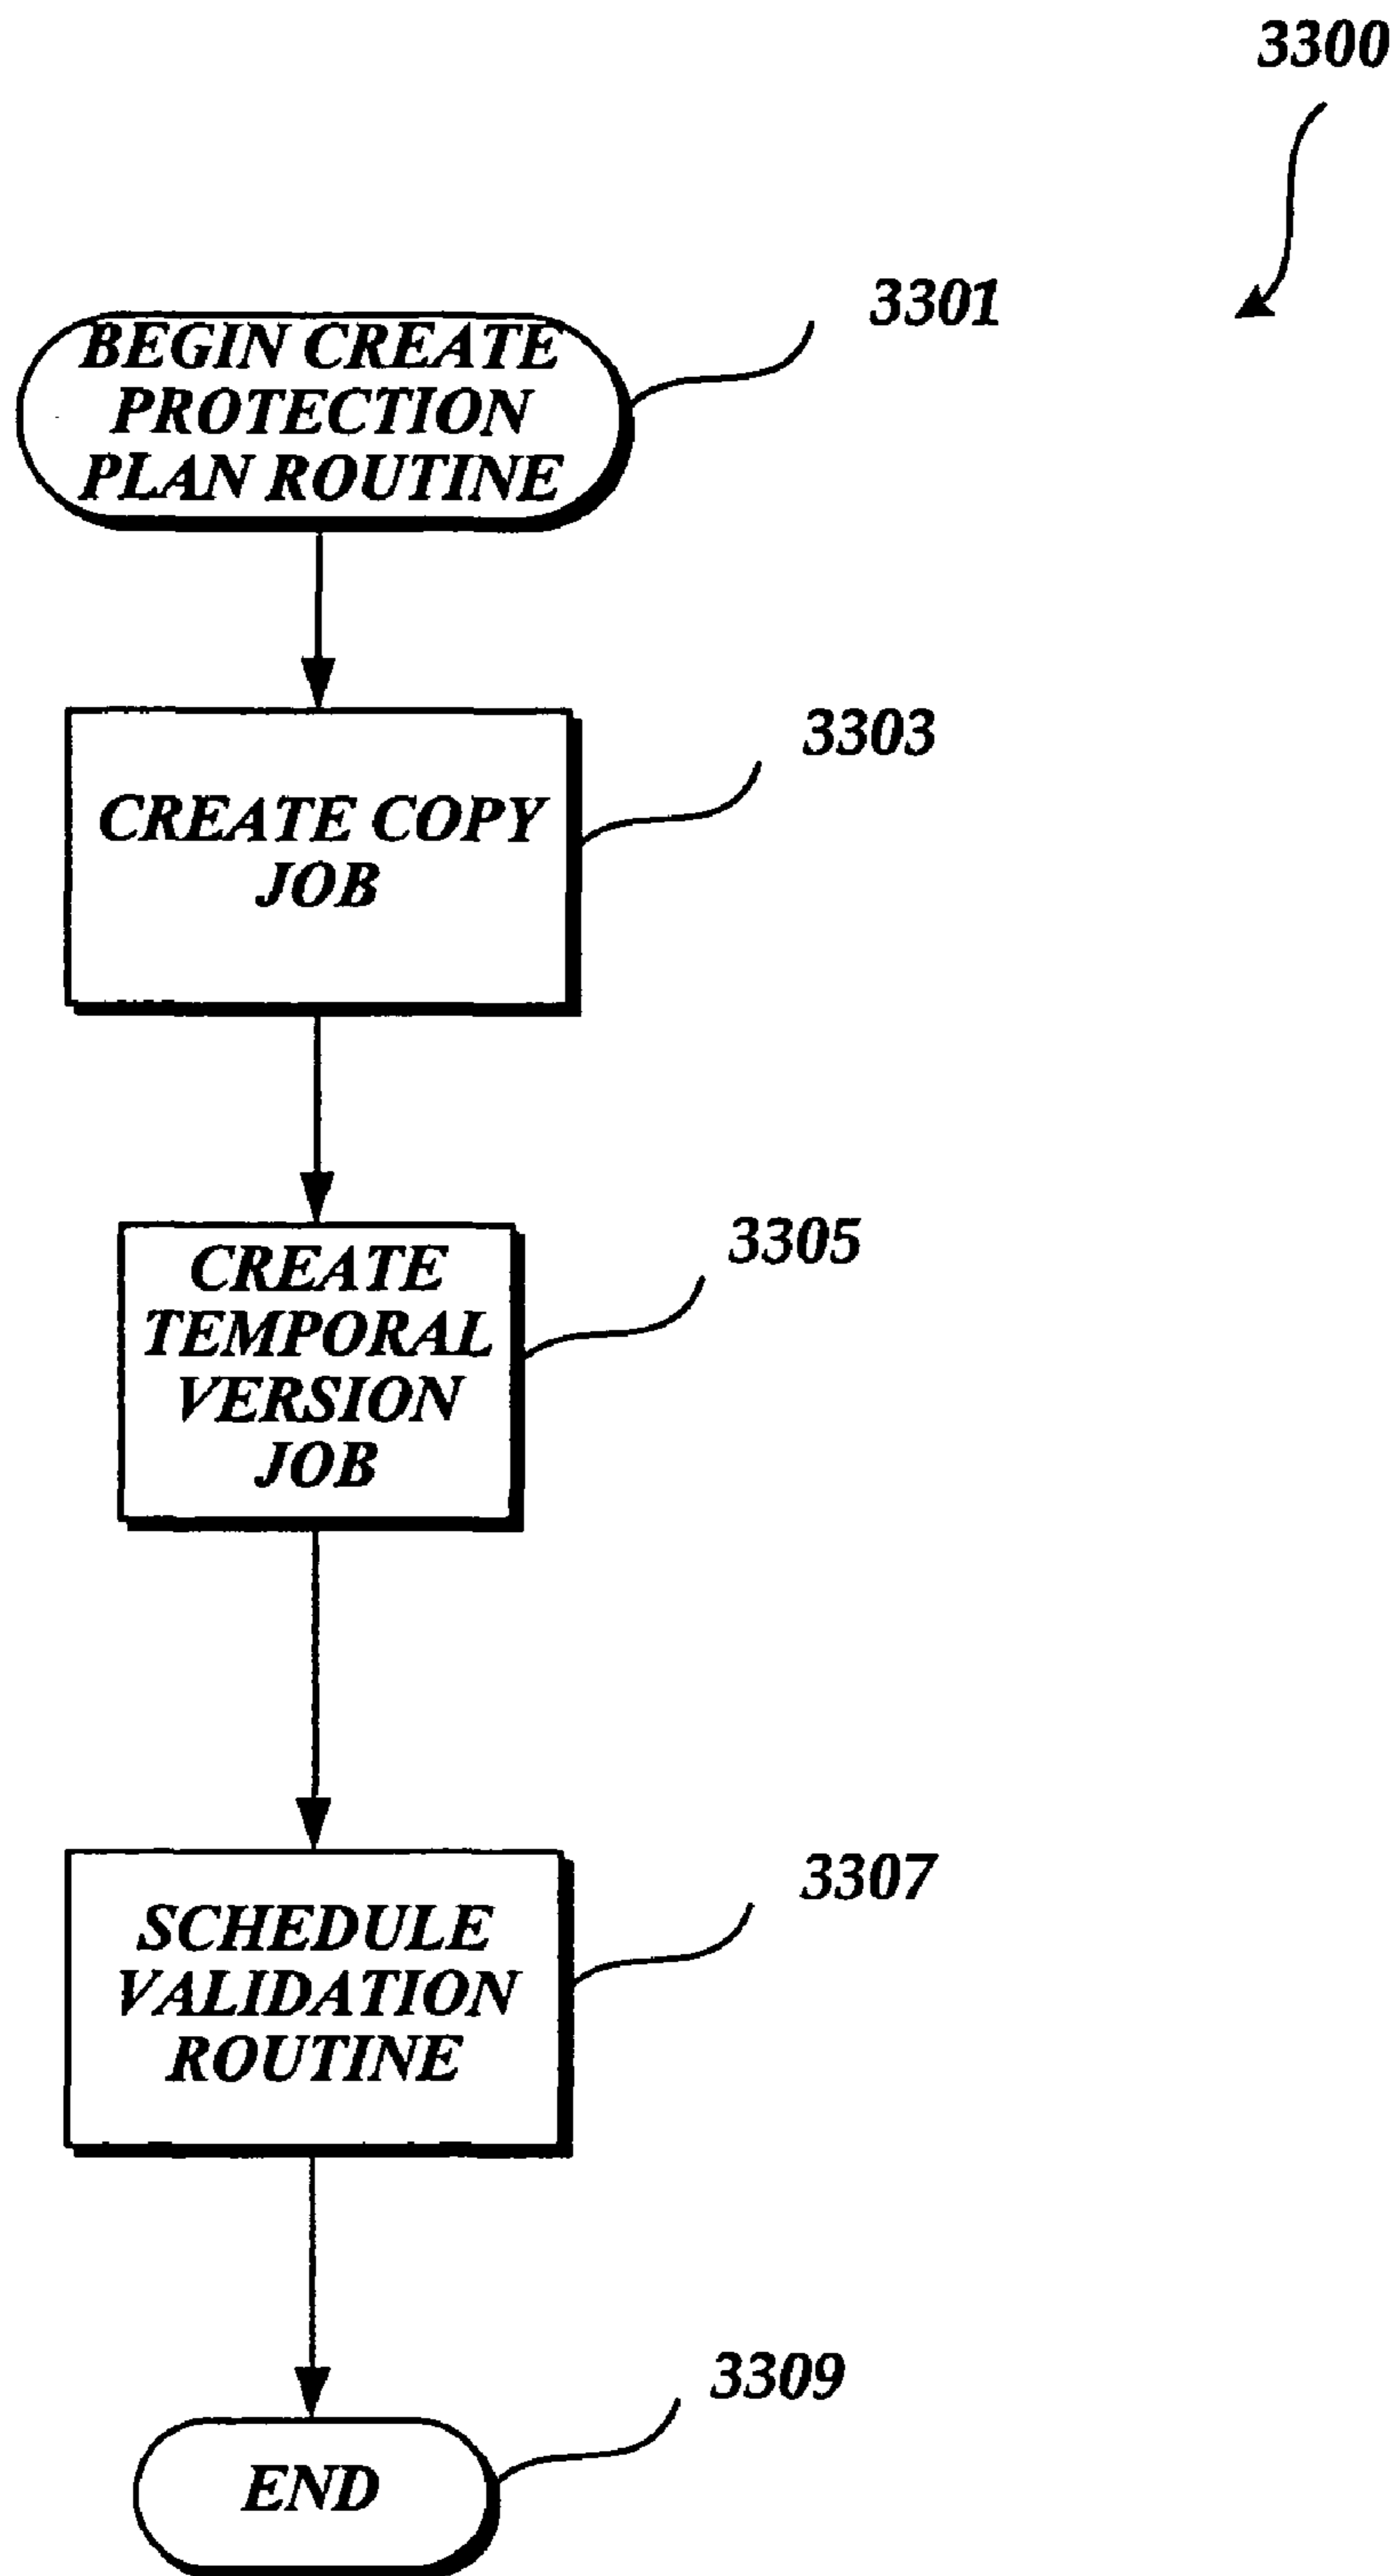 3300
3301
BEGIN CREATE
PROTECTION
PLAN ROUTINE
3303
CREATE COPY
JOB
3305
CREATE
TEMPORAL
VERSION
JOB
3307
SCHEDULE
VALIDATION
ROUTINE
3309
END